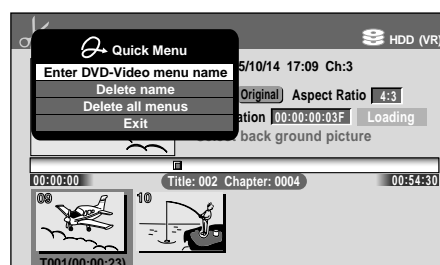 HDD (VR)
Quick Menu
Enter DVD-Video menu name
Delete name
Delete all menus
Exit
5/10/14 17:09 Ch:3
Original Aspect Ratio 4:3
00:00:00:03F Loading
back ground picture
00:00:00 Title: 002 Chapter: 0004 00:54:30
09 10
T001(00:00:23)